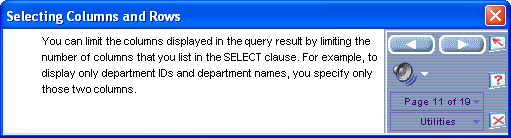 Selecting Columns and Rows
You can limit the columns displayed in the query result by limiting the
number of columns that you list in the SELECT clause. For example, to
display only department IDs and department names, you specify only
those two columns.
Page 11 of 19
Utilities